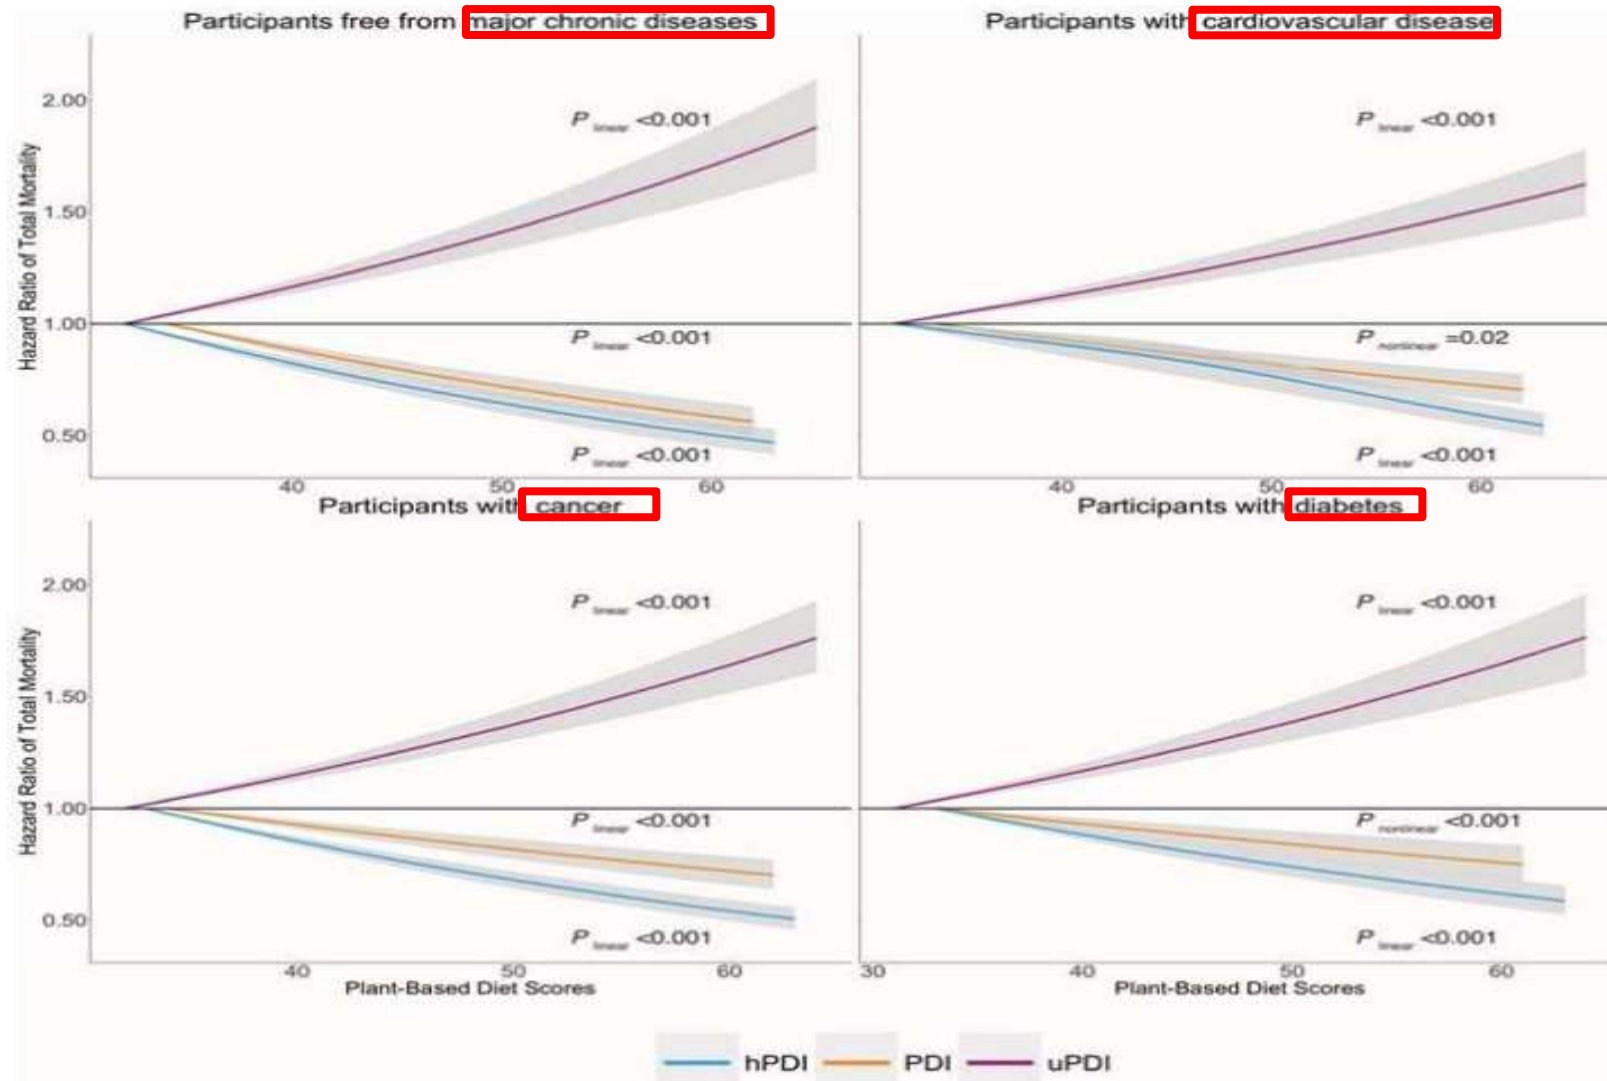 Participants free from major chronic diseases
Participants with cardiovascular disease
Hazard Ratio of Total Mortality
2.00
1.50
1.00
0.50
P linear <0.001
P linear <0.001
P linear <0.001
40
50
60
P linear <0.001
P nonlinear =0.02
P linear <0.001
40
50
60
Participants with cancer
Participants with diabetes
Hazard Ratio of Total Mortality
2.00
1.50
1.00
0.50
P linear <0.001
P linear <0.001
P linear <0.001
40
50
60
Plant-Based Diet Scores
P linear <0.001
P nonlinear <0.001
P linear <0.001
30
40
50
60
Plant-Based Diet Scores
hPDI
PDI
uPDI